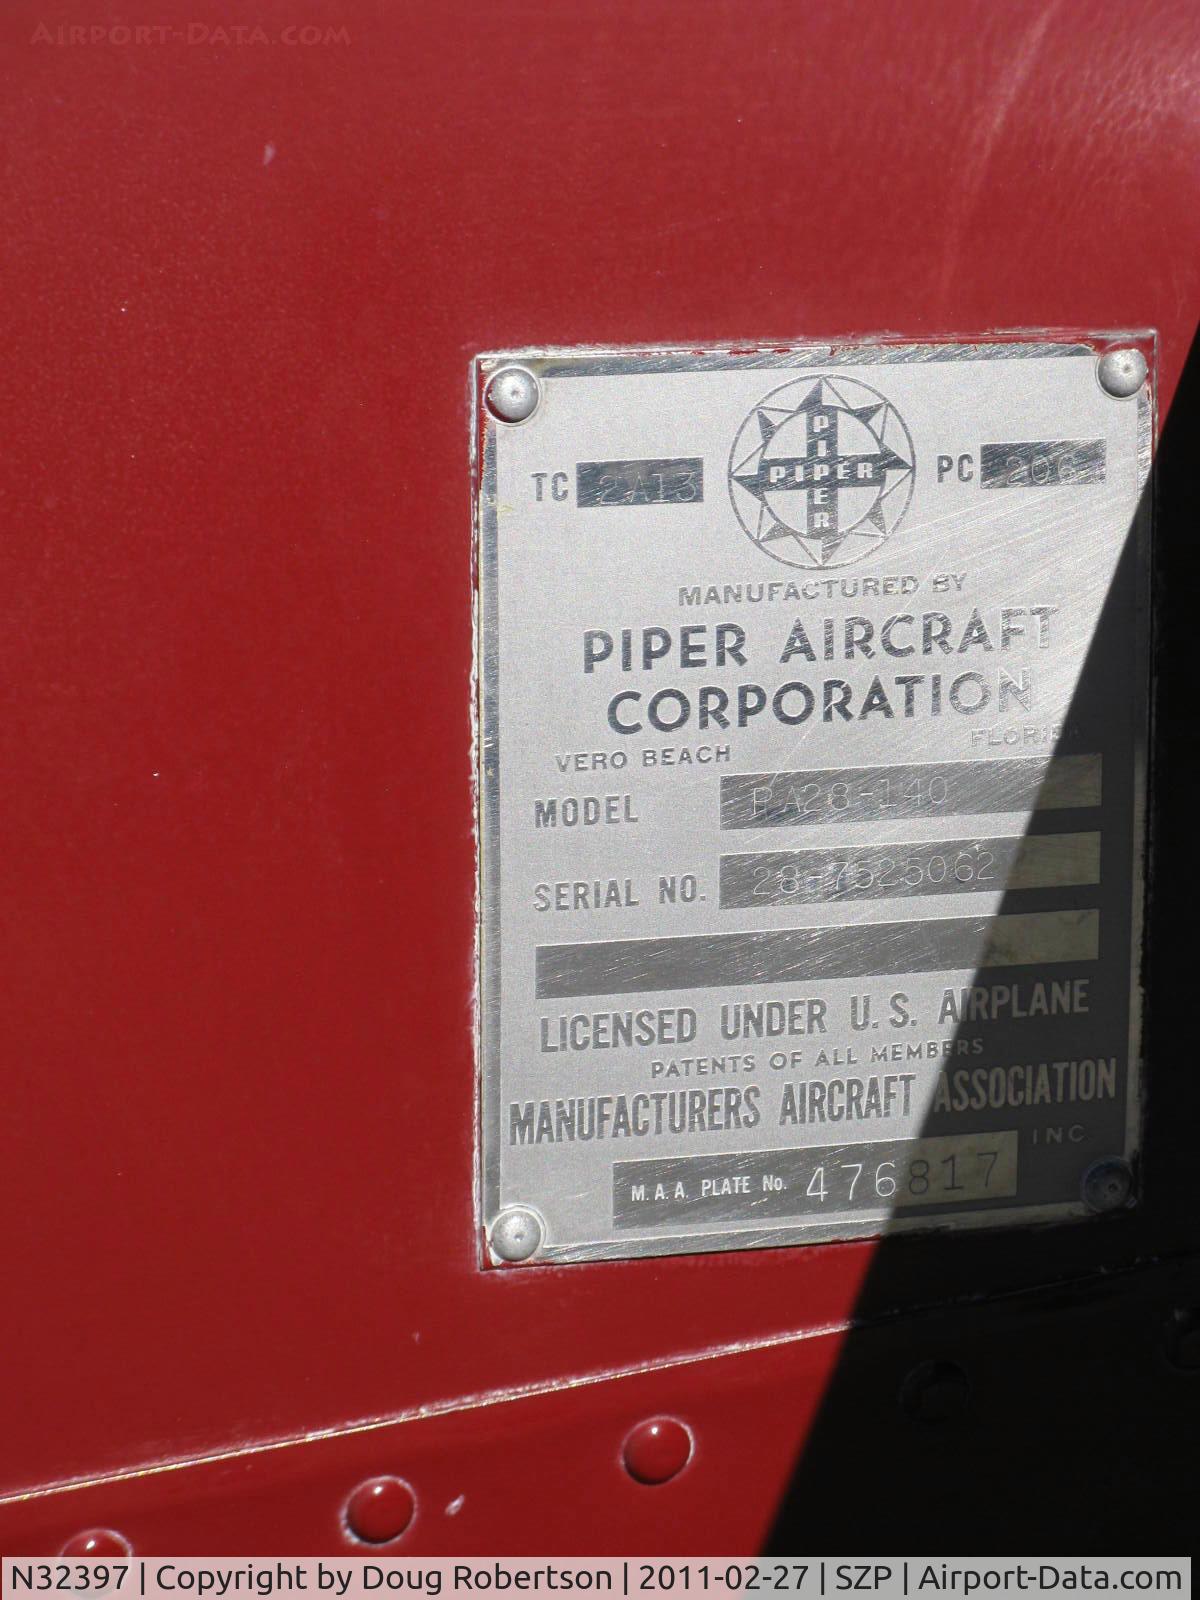 Airport-Data.com
TC 2A13
PIPER
PIPER
PC 206
MANUFACTURED BY
PIPER AIRCRAFT
CORPORATION
VERO BEACH FLORIDA
MODEL PA28-140
SERIAL NO. 28-7525062
LICENSED UNDER U.S. AIRPLANE
PATENTS OF ALL MEMBERS
MANUFACTURERS AIRCRAFT ASSOCIATION
INC
M.A.A. PLATE No. 476817
N32397 | Copyright by Doug Robertson | 2011-02-27 | SZP | Airport-Data.com